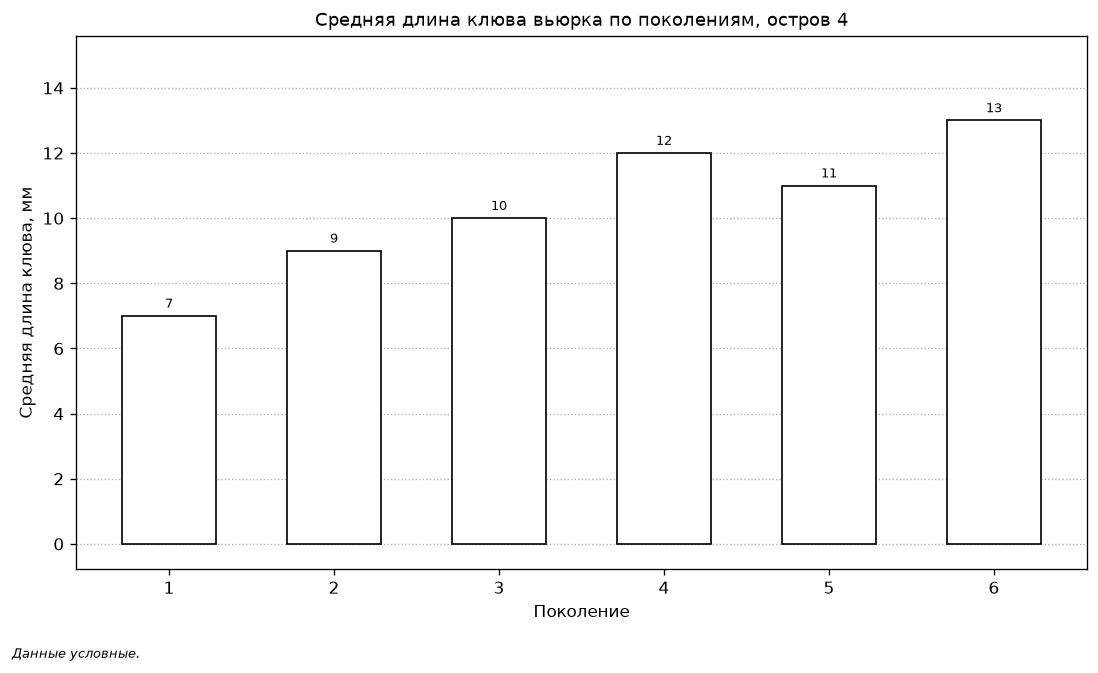 Средняя длина клюва вьюрка по поколениям, остров 4
Средняя длина клюва, мм
14
12
10
8
6
4
2
0
7
9
10
12
11
13
1 2 3 4 5 6
Поколение
Данные условные.